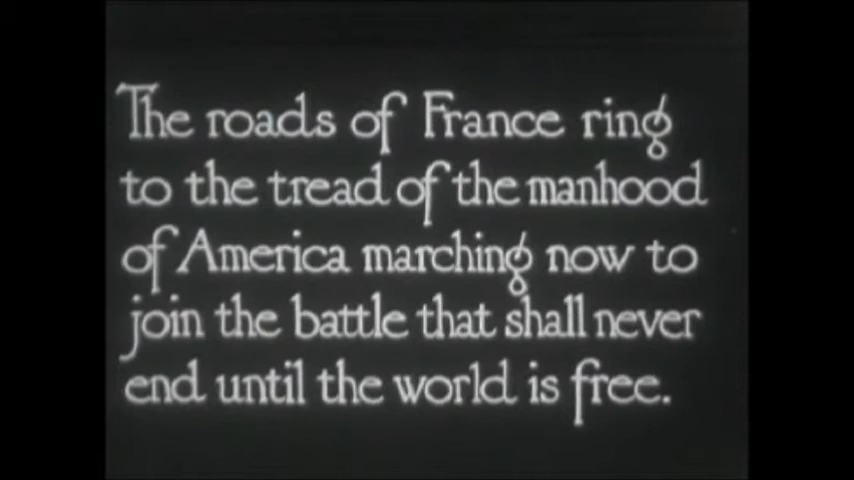 The roads of France ring
to the tread of the manhood
of America marching now to
join the battle that shall never
end until the world is free.